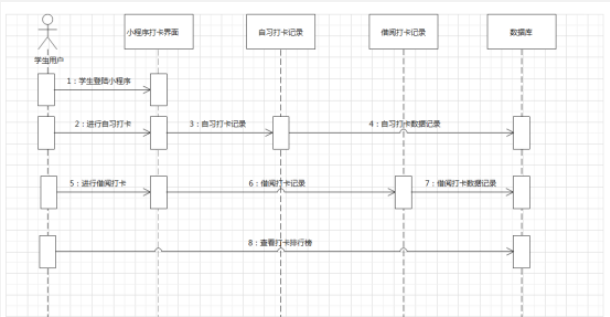 小程序打卡界面
自习打卡记录
借阅打卡记录
数据库
学生用户
1：学生登陆小程序
2：进行自习打卡
3：自习打卡记录
4：自习打卡数据记录
5：进行借阅打卡
6：借阅打卡记录
7：借阅打卡数据记录
8：查看打卡排行榜